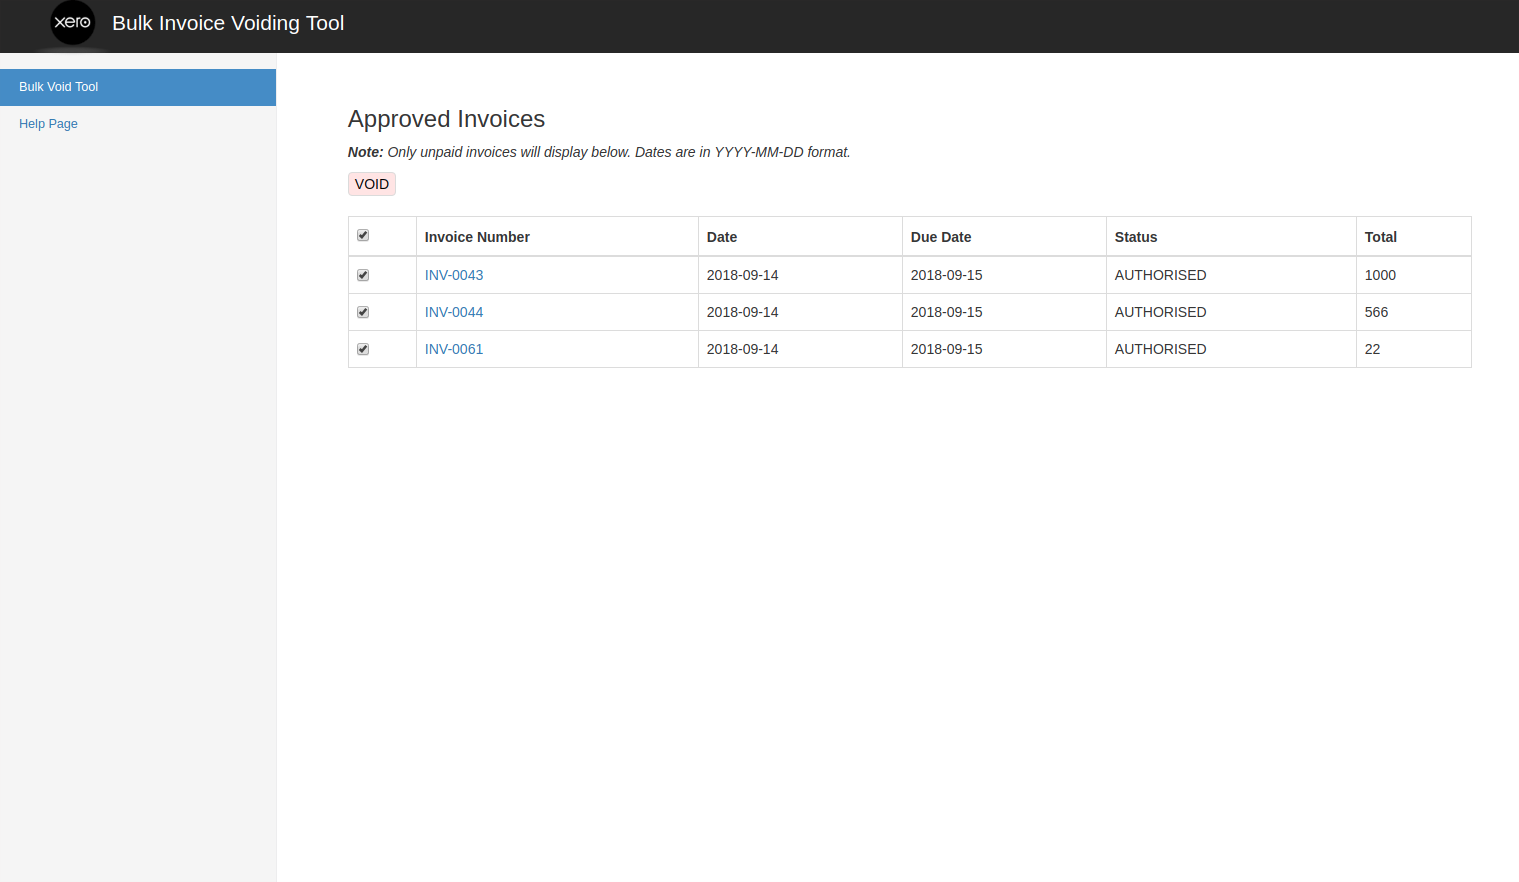 xero Bulk Invoice Voiding Tool
Bulk Void Tool
Help Page
Approved Invoices
Note: Only unpaid invoices will display below. Dates are in YYYY-MM-DD format.
VOID
Invoice Number Date Due Date Status Total
INV-0043 2018-09-14 2018-09-15 AUTHORISED 1000
INV-0044 2018-09-14 2018-09-15 AUTHORISED 566
INV-0061 2018-09-14 2018-09-15 AUTHORISED 22